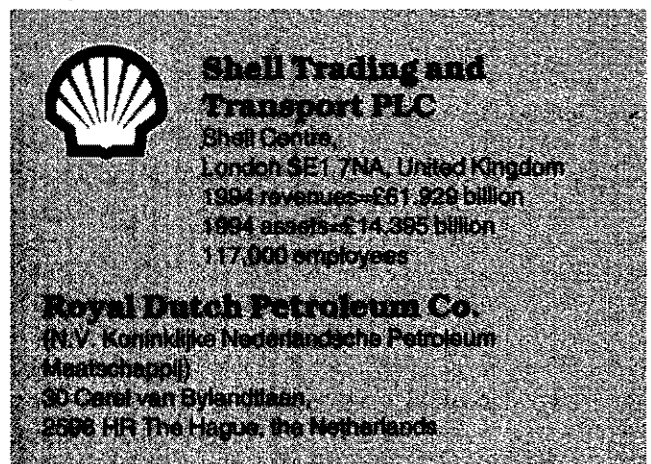 Shell Trading and
Transport PLC
Shell Centre,
London SE1 7NA, United Kingdom
1994 revenues=£61.929 billion
1994 assets=£14.395 billion
117,000 employees
Royal Dutch Petroleum Co.
(N.V. Koninklijke Nederlandsche Petroleum
Maatschappij)
30 Carel van Bylandtlaan,
2596 HR The Hague, the Netherlands